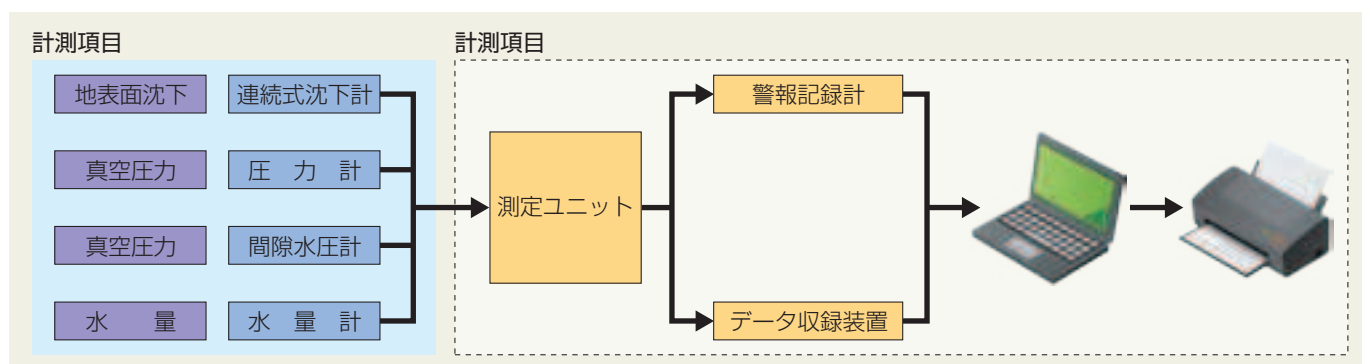 計測項目
計測項目
地表面沈下 連続式沈下計
真空圧力 圧力計
真空圧力 間隙水圧計
水量 水量計
測定ユニット
警報記録計
データ収録装置